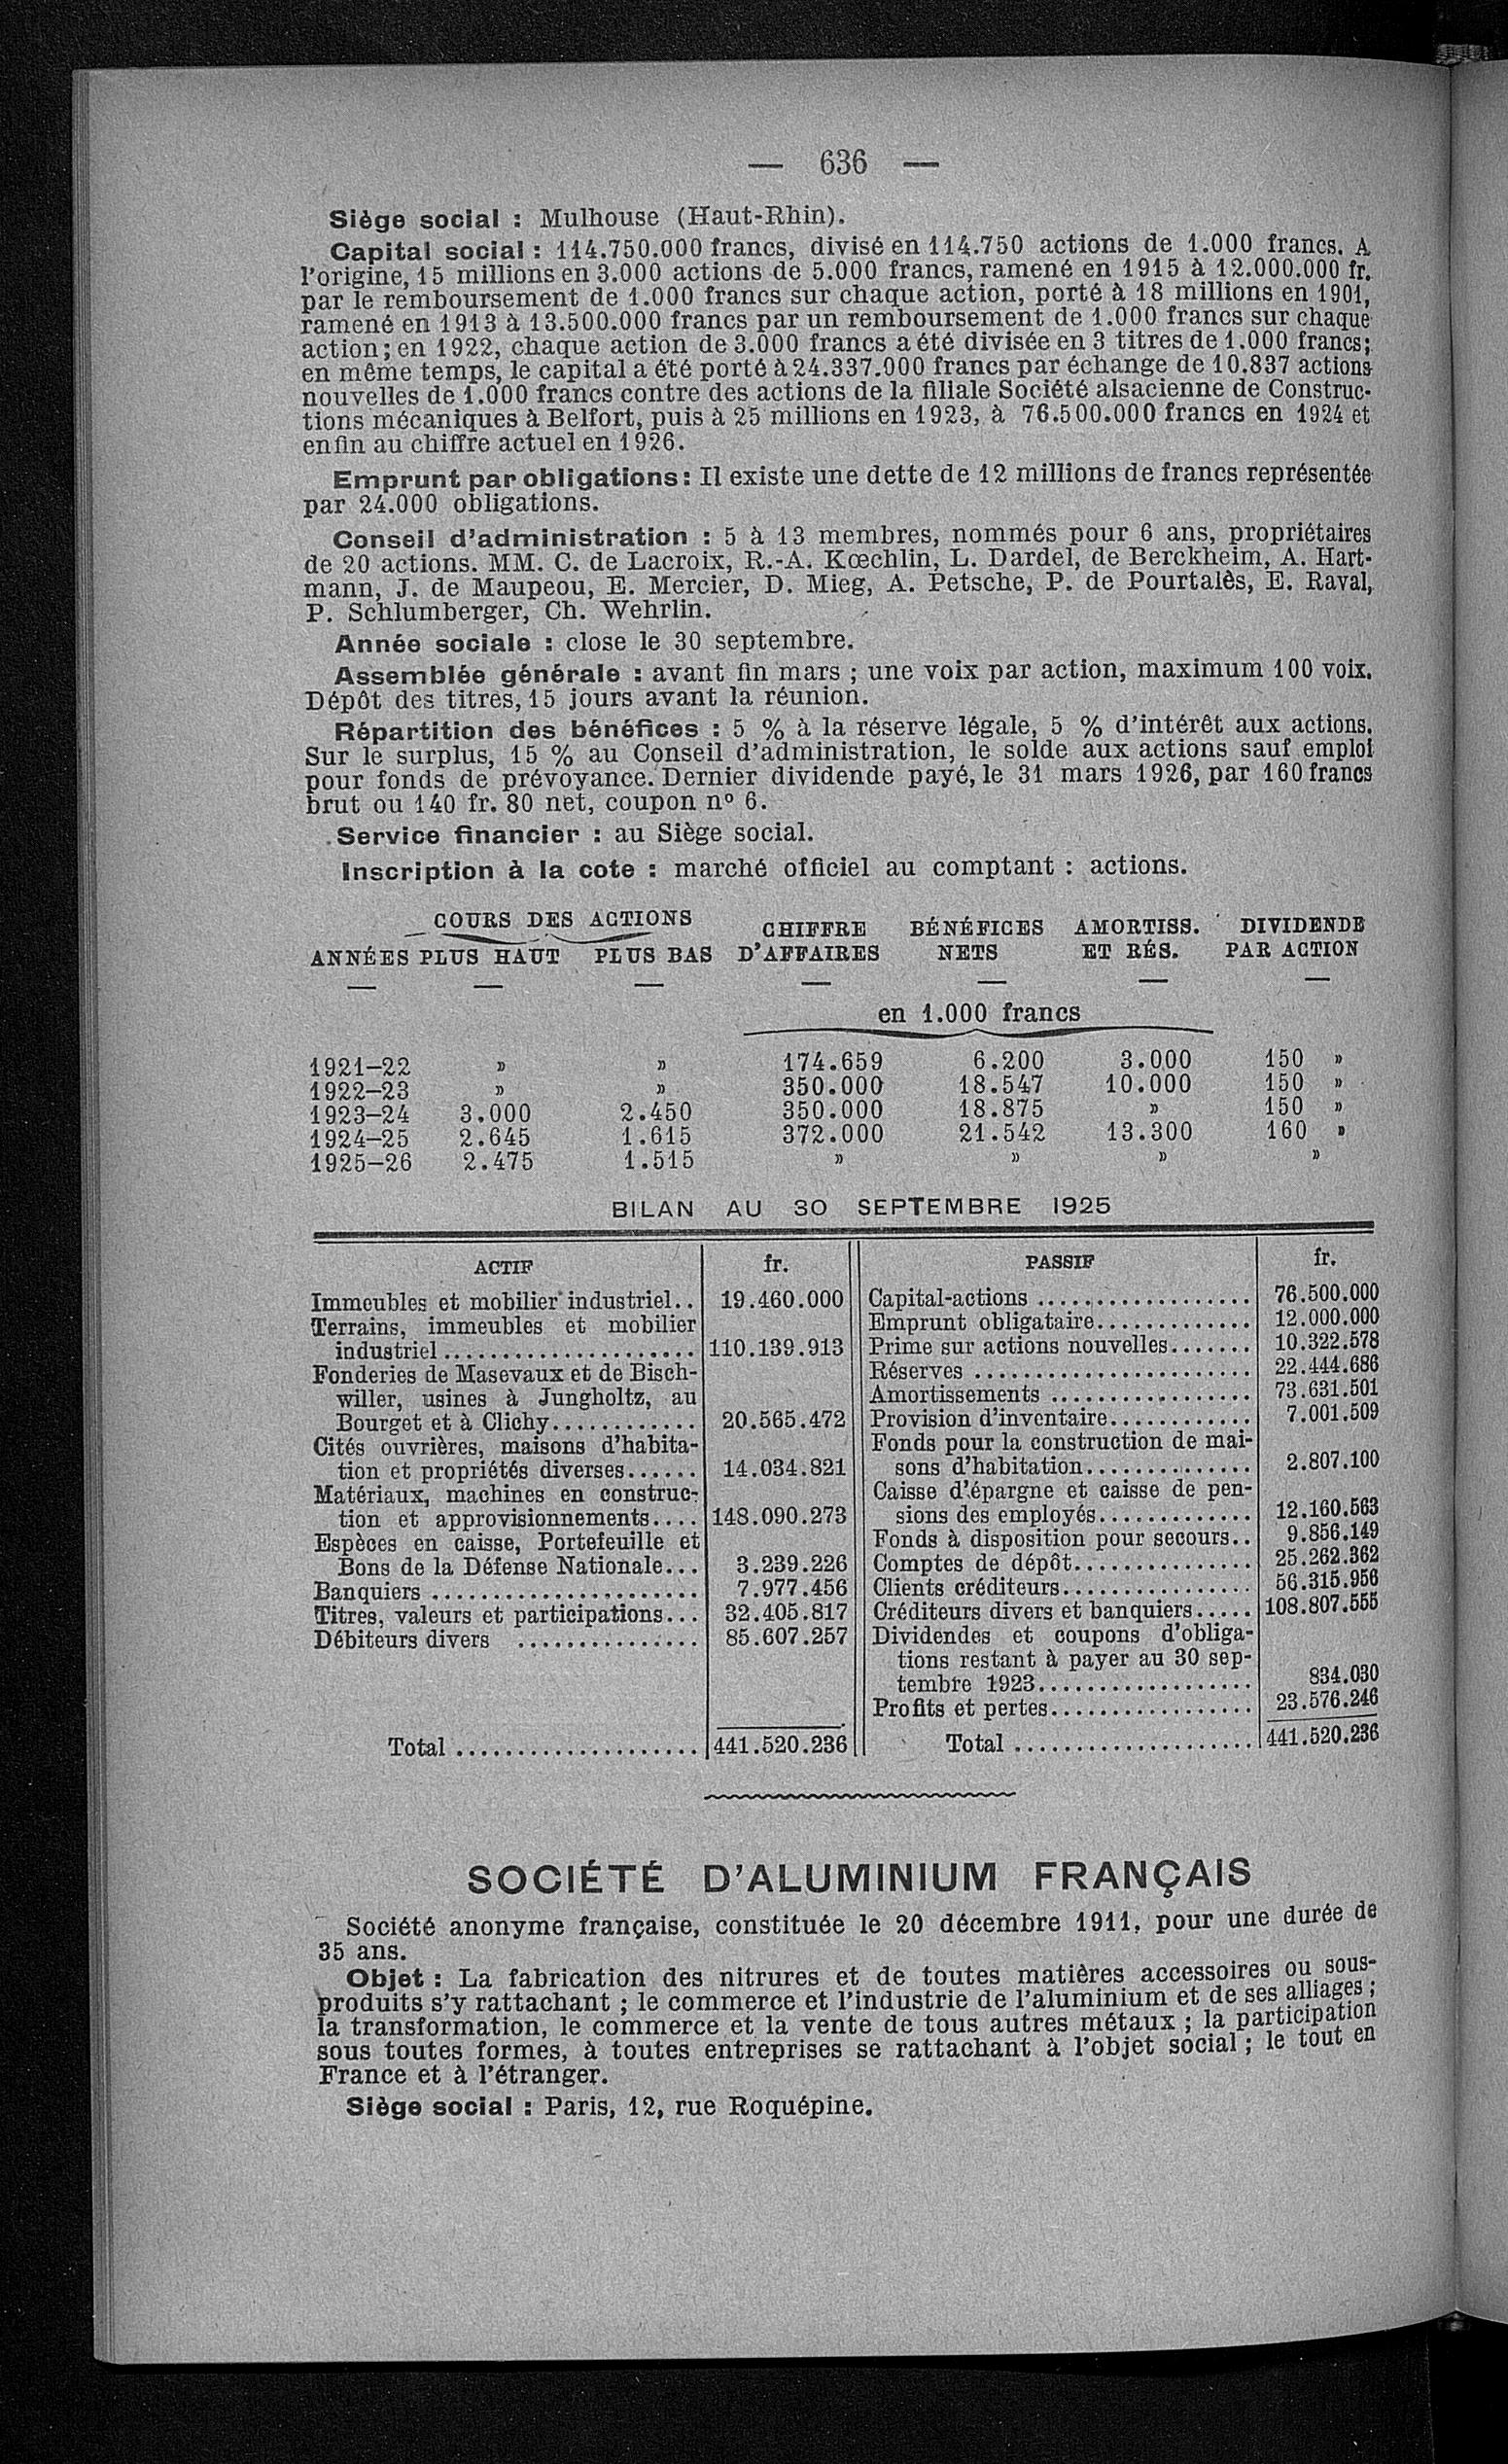 — 636 —
Siège social : Mulhouse (Haut-Rhin).
Capital social : 114.750.000 francs, divisé en 114.750 actions de 1.000 francs. A
l'origine, 15 millions en 3.000 actions de 5.000 francs, ramené en 1915 à 12.000.000 fr.
par le remboursement de 1.000 francs sur chaque action, porté à 18 millions en 1901,
ramené en 1913 à 13.500.000 francs par un remboursement de 1.000 francs sur chaque
action; en 1922, chaque action de 3.000 francs a été divisée en 3 titres de 1.000 francs;
en même temps, le capital a été porté à 24.337.000 francs par échange de 10.837 actions
nouvelles de 1.000 francs contre des actions de la filiale Société alsacienne de Construc-
tions mécaniques à Belfort, puis à 25 millions en 1923, à 76.500.000 francs en 1924 et
enfin au chiffre actuel en 1926.
Emprunt par obligations : Il existe une dette de 12 millions de francs représentée
par 24.000 obligations.
Conseil d'administration : 5 à 13 membres, nommés pour 6 ans, propriétaires
de 20 actions. MM. C. de Lacroix, R.-A. Kœchlin, L. Dardel, de Berckheim, A. Hart-
mann, J. de Maupeou, E. Mercier, D. Mieg, A. Petsche, P. de Pourtalès, E. Raval,
P. Schlumberger, Ch. Wehrlin.
Année sociale : close le 30 septembre.
Assemblée générale : avant fin mars ; une voix par action, maximum 100 voix.
Dépôt des titres, 15 jours avant la réunion.
Répartition des bénéfices : 5 % à la réserve légale, 5 % d'intérêt aux actions.
Sur le surplus, 15 % au Conseil d'administration, le solde aux actions sauf emploi
pour fonds de prévoyance. Dernier dividende payé, le 31 mars 1926, par 160 francs
brut ou 140 fr. 80 net, coupon nº 6.
Service financier : au Siège social.
Inscription à la cote : marché officiel au comptant : actions.
COURS DES ACTIONS CHIFFRE BÉNÉFICES AMORTISS. DIVIDENDE
ANNÉES PLUS HAUT PLUS BAS D'AFFAIRES NETS ET RÉS. PAR ACTION
— — — — — — —
en 1.000 francs
1921–22 » » 174.659 6.200 3.000 150 »
1922–23 » » 350.000 18.547 10.000 150 »
1923–24 3.000 2.450 350.000 18.875 » 150 »
1924–25 2.645 1.615 372.000 21.542 13.300 160 »
1925–26 2.475 1.515 » » » »
BILAN AU 30 SEPTEMBRE 1925
ACTIF fr.
Immeubles et mobilier industriel.. 19.460.000
Terrains, immeubles et mobilier
industriel .................... 110.139.913
Fonderies de Masevaux et de Bisch-
willer, usines à Jungholtz, au
Bourget et à Clichy............ 20.565.472
Cités ouvrières, maisons d'habita-
tion et propriétés diverses...... 14.034.821
Matériaux, machines en construc-
tion et approvisionnements.... 148.090.273
Espèces en caisse, Portefeuille et
Bons de la Défense Nationale... 3.239.226
Banquiers ...................... 7.977.456
Titres, valeurs et participations... 32.405.817
Débiteurs divers ............... 85.607.257
Total .................... 441.520.236
PASSIF fr.
Capital-actions .................. 76.500.000
Emprunt obligataire............. 12.000.000
Prime sur actions nouvelles....... 10.322.578
Réserves ....................... 22.444.686
Amortissements ................. 73.631.501
Provision d'inventaire............ 7.001.509
Fonds pour la construction de mai-
sons d'habitation.............. 2.807.100
Caisse d'épargne et caisse de pen-
sions des employés............. 12.160.563
Fonds à disposition pour secours.. 9.856.149
Comptes de dépôt............... 25.262.362
Clients créditeurs................ 56.315.956
Créditeurs divers et banquiers..... 108.807.555
Dividendes et coupons d'obliga-
tions restant à payer au 30 sep-
tembre 1923.................. 834.030
Profits et pertes................. 23.576.246
Total .................... 441.520.236
SOCIÉTÉ D'ALUMINIUM FRANÇAIS
Société anonyme française, constituée le 20 décembre 1911, pour une durée de
35 ans.
Objet : La fabrication des nitrures et de toutes matières accessoires ou sous-
produits s'y rattachant ; le commerce et l'industrie de l'aluminium et de ses alliages ;
la transformation, le commerce et la vente de tous autres métaux ; la participation
sous toutes formes, à toutes entreprises se rattachant à l'objet social ; le tout en
France et à l'étranger.
Siège social : Paris, 12, rue Roquépine.